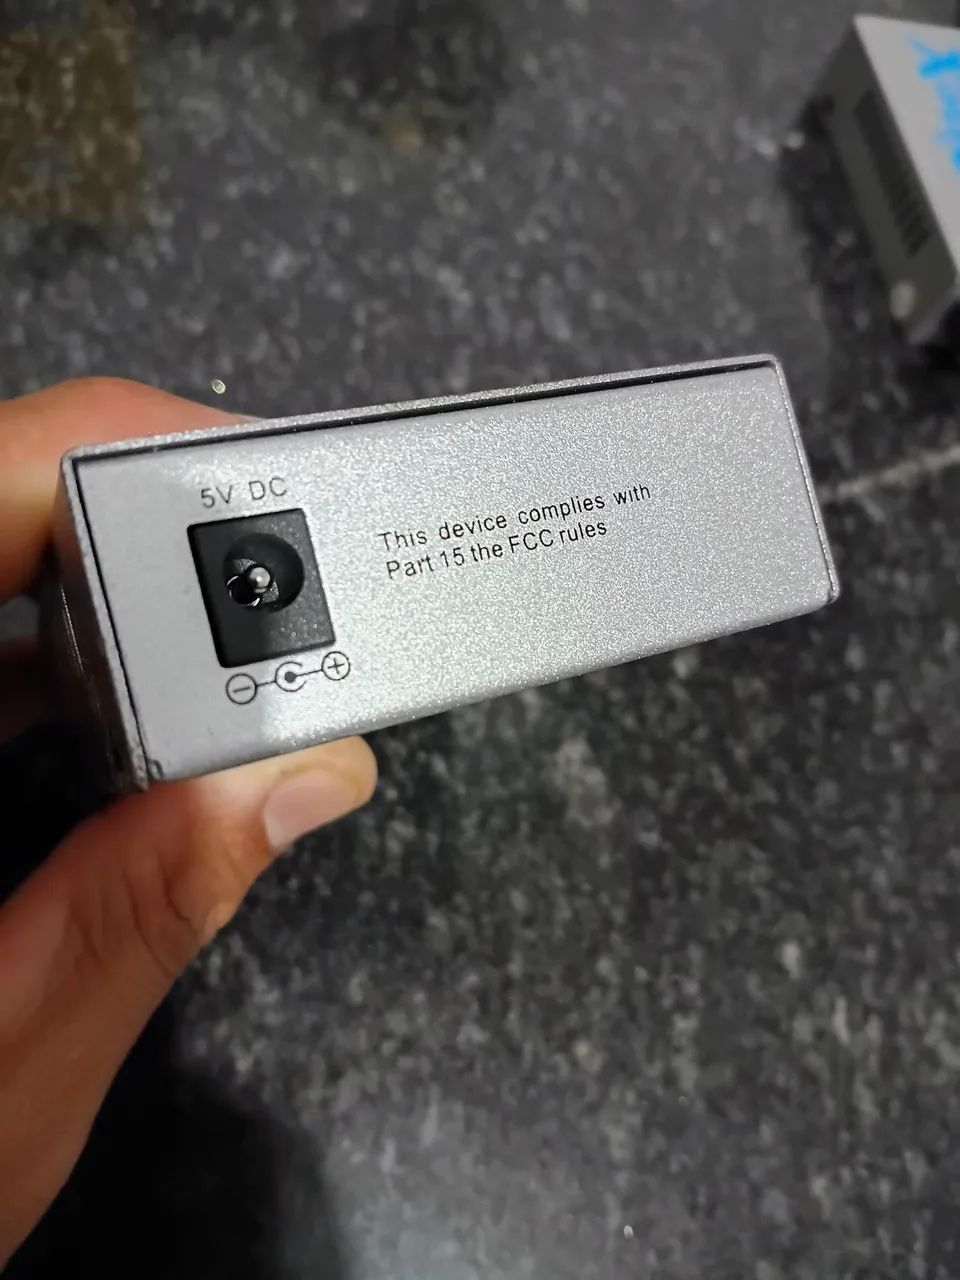 5V DC
This device complies with
Part 15 the FCC rules